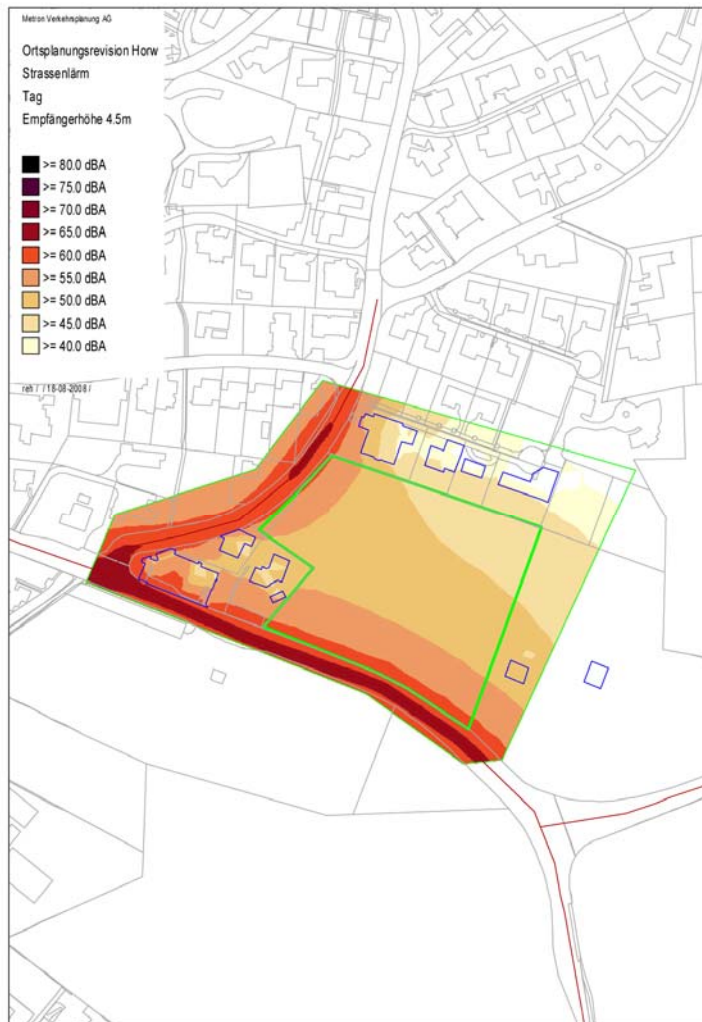 Metron Verkehrsplanung AG
Ortsplanungsrevision Horw
Strassenlärm
Tag
Empfängerhöhe 4.5m
>= 80.0 dBA
>= 75.0 dBA
>= 70.0 dBA
>= 65.0 dBA
>= 60.0 dBA
>= 55.0 dBA
>= 50.0 dBA
>= 45.0 dBA
>= 40.0 dBA
reh / / 18-08-2008 /